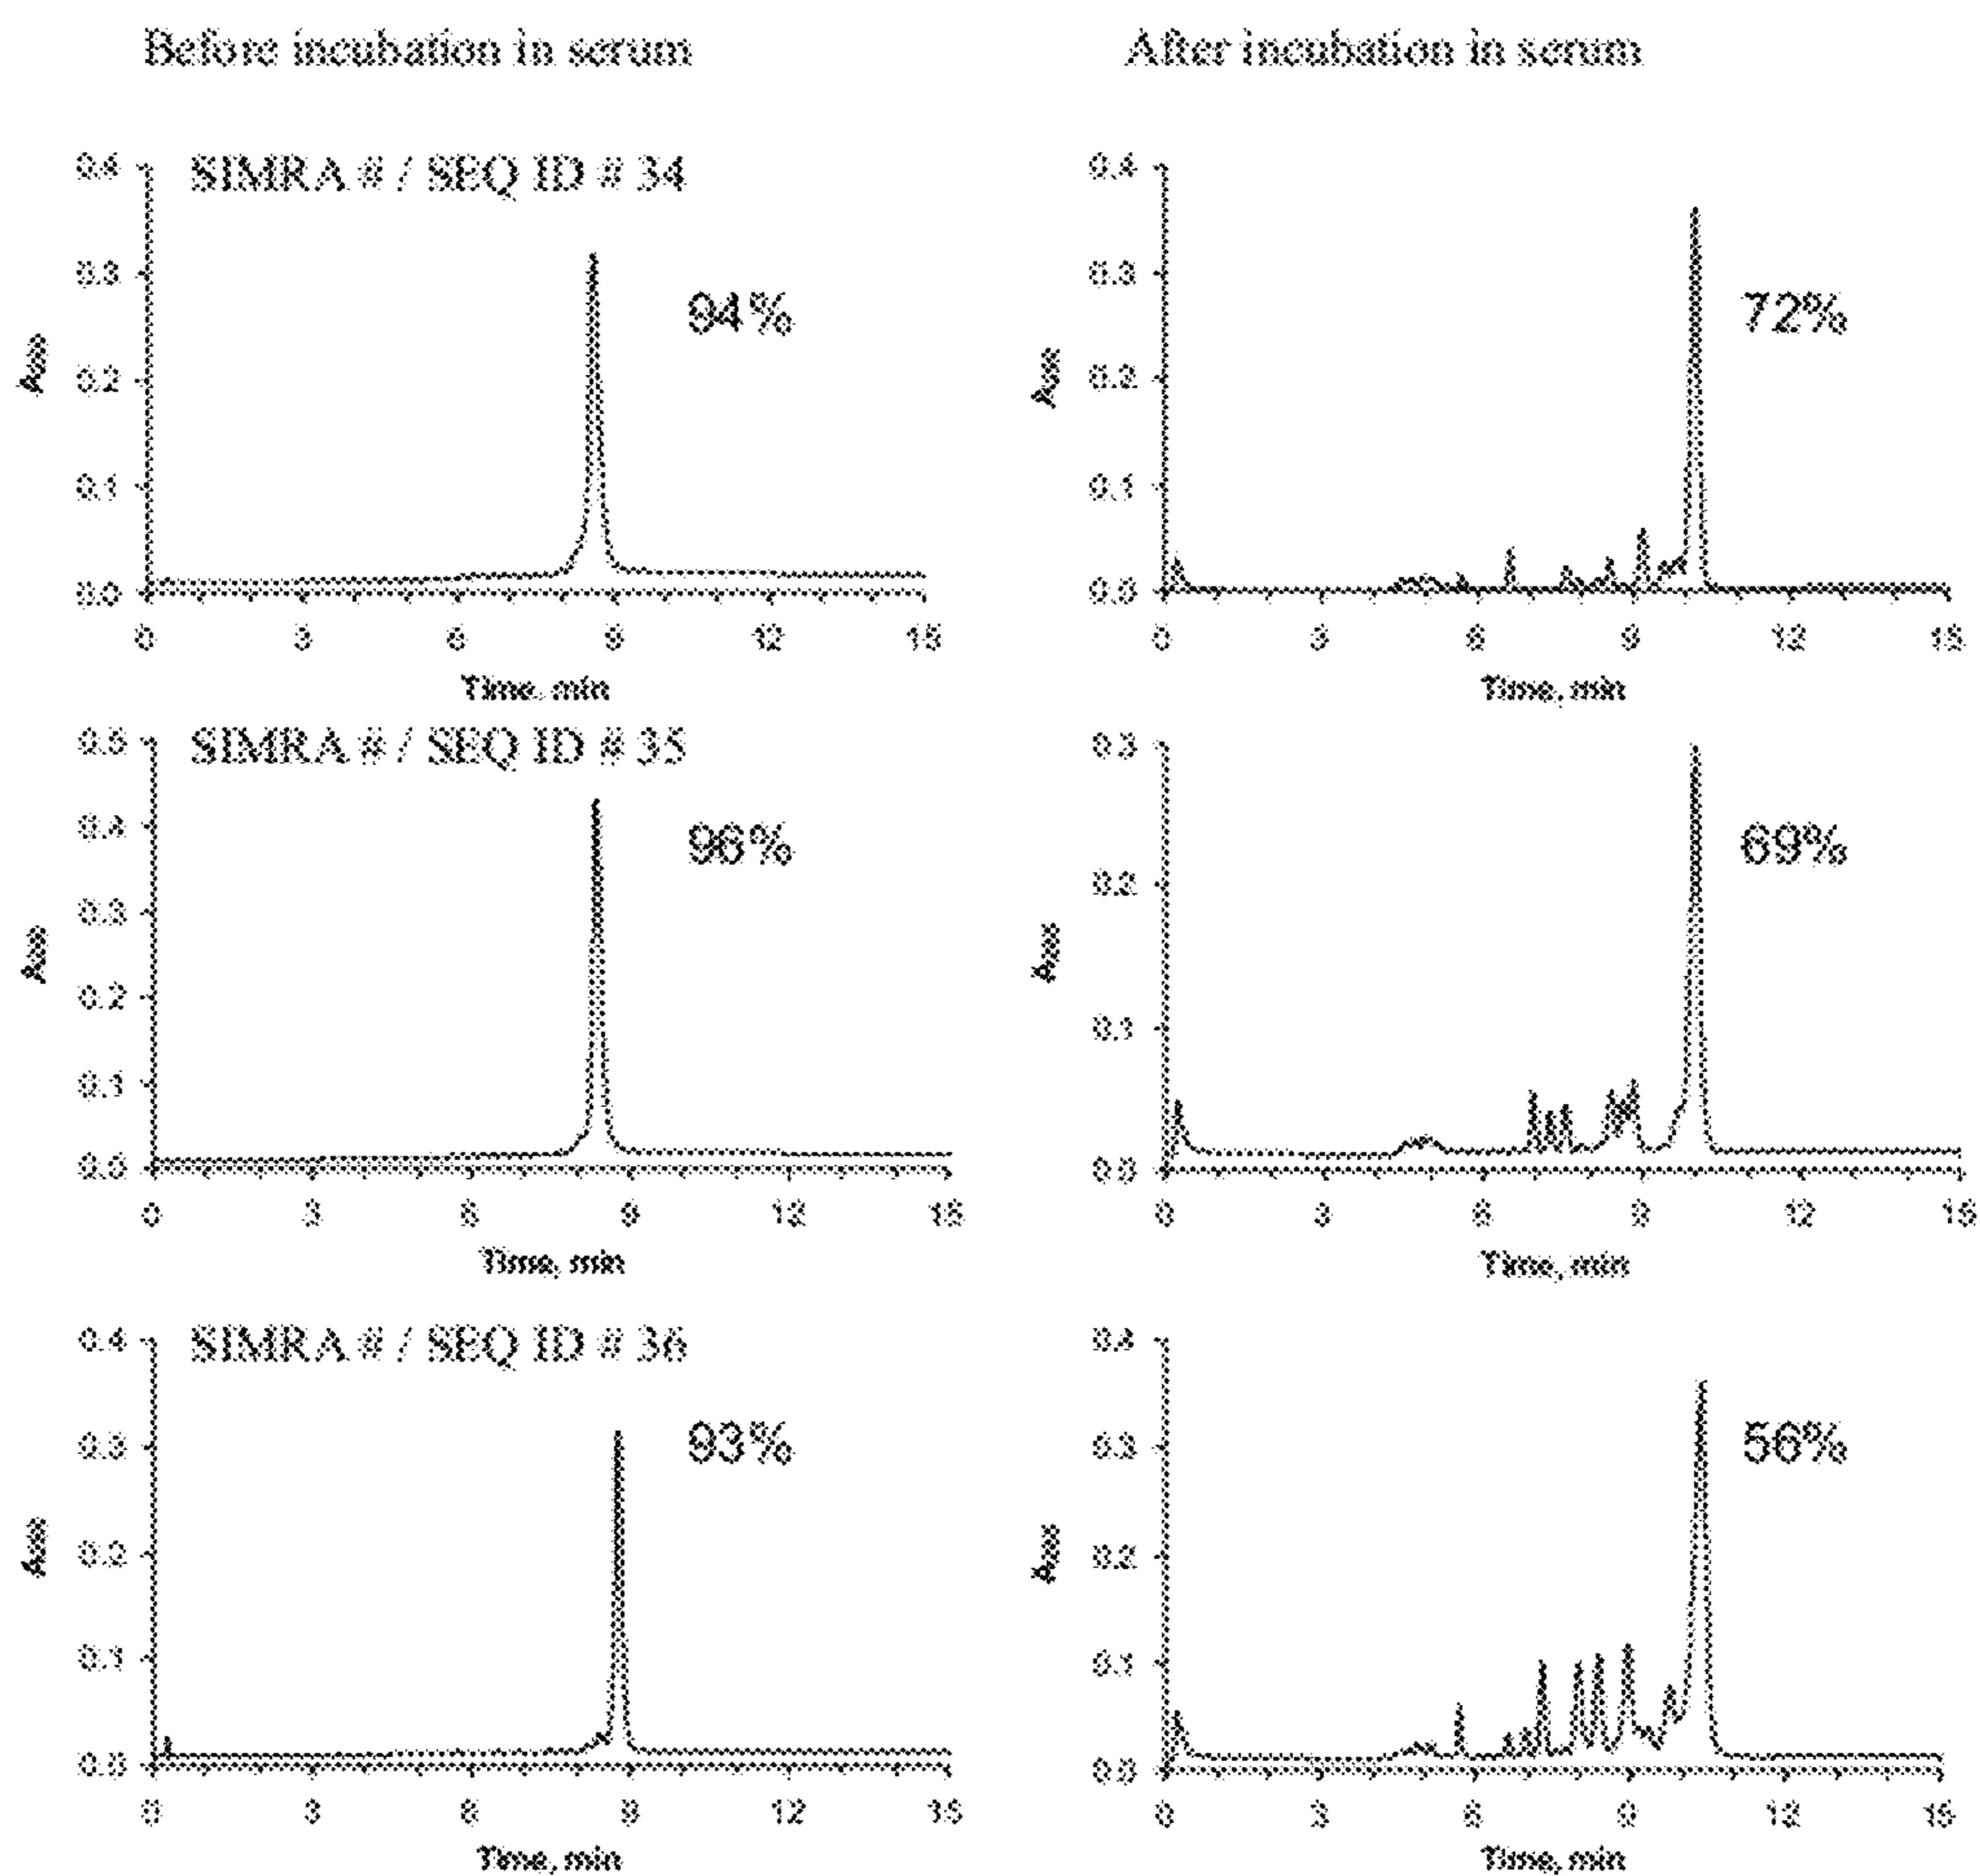 Before incubation in serum
After incubation in serum
SIMRA # / SEQ ID # 34
0.4
0.3
0.2
0.1
0.0
94%
0 3 6 9 12 15
Time, min
0.4
0.3
0.2
0.1
0.0
72%
0 3 6 9 12 15
Time, min
SIMRA # / SEQ ID # 35
0.5
0.4
0.3
0.2
0.1
0.0
96%
0 3 6 9 12 15
Time, min
0.3
0.2
0.1
0.0
69%
0 3 6 9 12 15
Time, min
SIMRA # / SEQ ID # 36
0.4
0.3
0.2
0.1
0.0
93%
0 3 6 9 12 15
Time, min
0.4
0.3
0.2
0.1
0.0
56%
0 3 6 9 12 15
Time, min